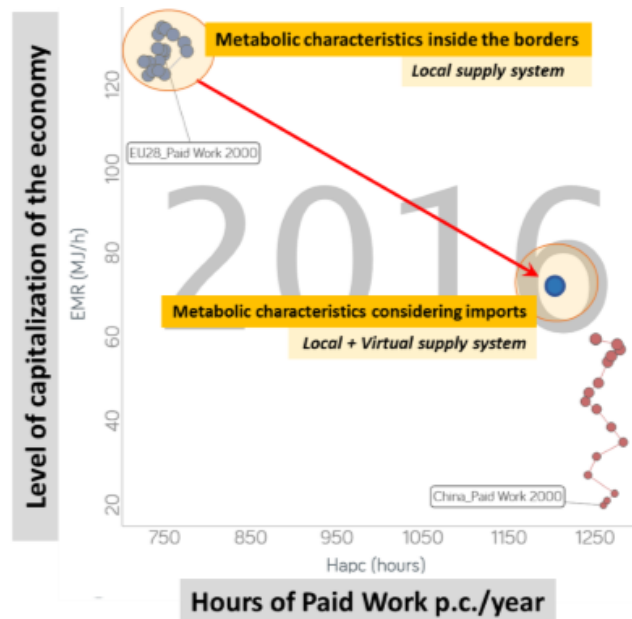 Metabolic characteristics inside the borders
Local supply system
EU28_Paid Work 2000
2016
Metabolic characteristics considering imports
Local + Virtual supply system
China_Paid Work 2000
Level of capitalization of the economy
EMR (MJ/h)
120
100
80
60
40
20
750
850
950
1050
1150
1250
Hapc (hours)
Hours of Paid Work p.c./year